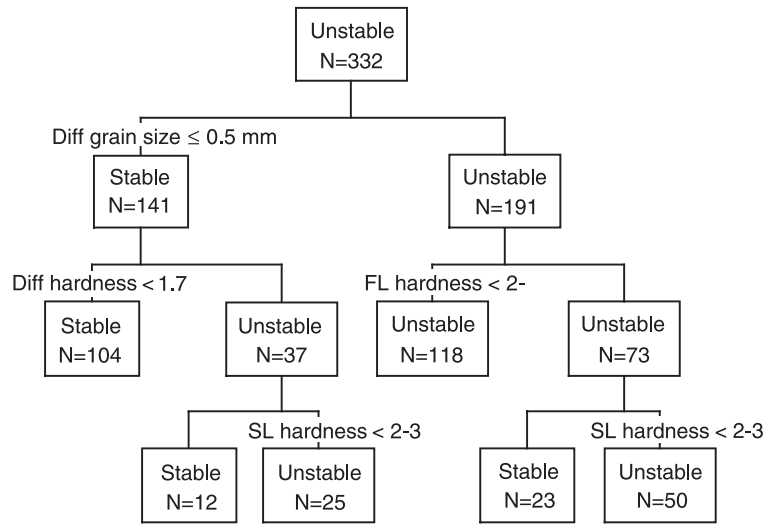 Unstable
N=332
Diff grain size ≤ 0.5 mm
Stable
N=141
Unstable
N=191
Diff hardness < 1.7
FL hardness < 2-
Stable
N=104
Unstable
N=37
Unstable
N=118
Unstable
N=73
SL hardness < 2-3
SL hardness < 2-3
Stable
N=12
Unstable
N=25
Stable
N=23
Unstable
N=50